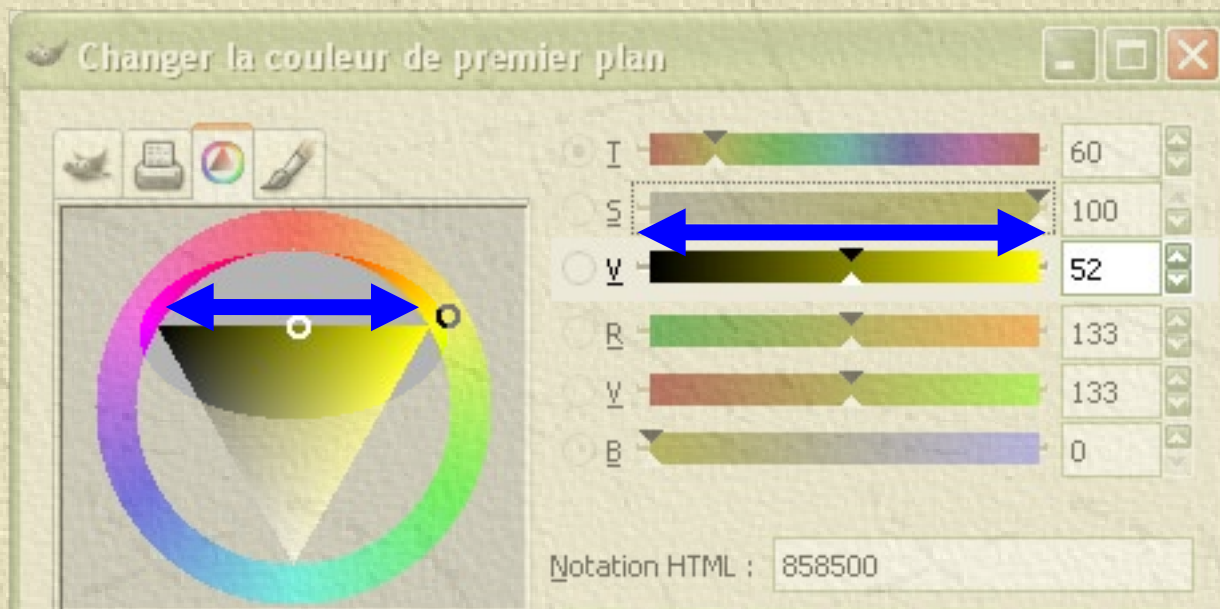 Changer la couleur de premier plan
T 60
S 100
V 52
R 133
V 133
B 0
Notation HTML : 858500